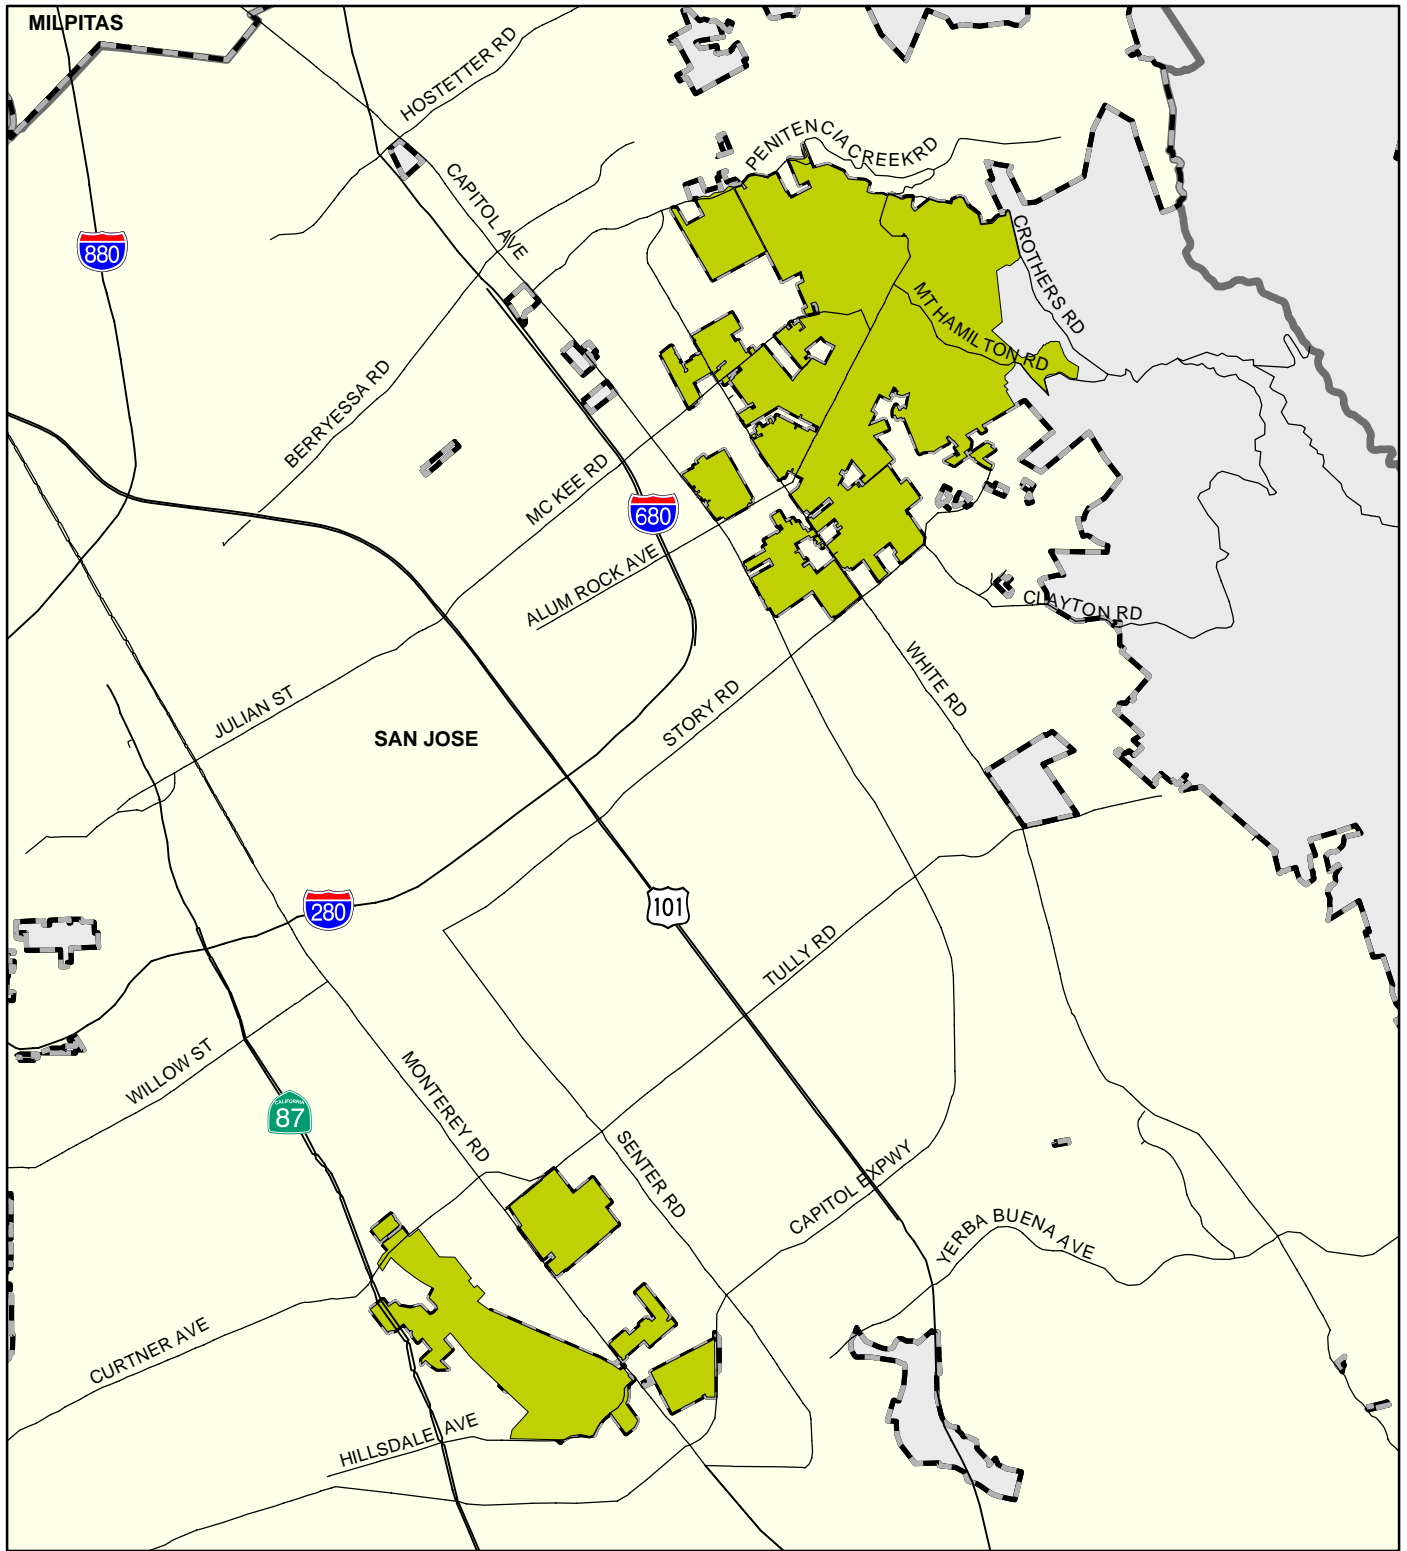 MILPITAS
HOSTETTER RD
PENITENCIA CREEK RD
CAPITOL AVE
880
CROTHERS RD
MT HAMILTON RD
BERRYESSA RD
MC KEE RD
680
ALUM ROCK AVE
CLAYTON RD
WHITE RD
JULIAN ST
STORY RD
SAN JOSE
280
101
TULLY RD
WILLOW ST
MONTEREY RD
CALIFORNIA
87
SENTER RD
CAPITOL EXPWY
YERBA BUENA AVE
CURTNER AVE
HILLSDALE AVE